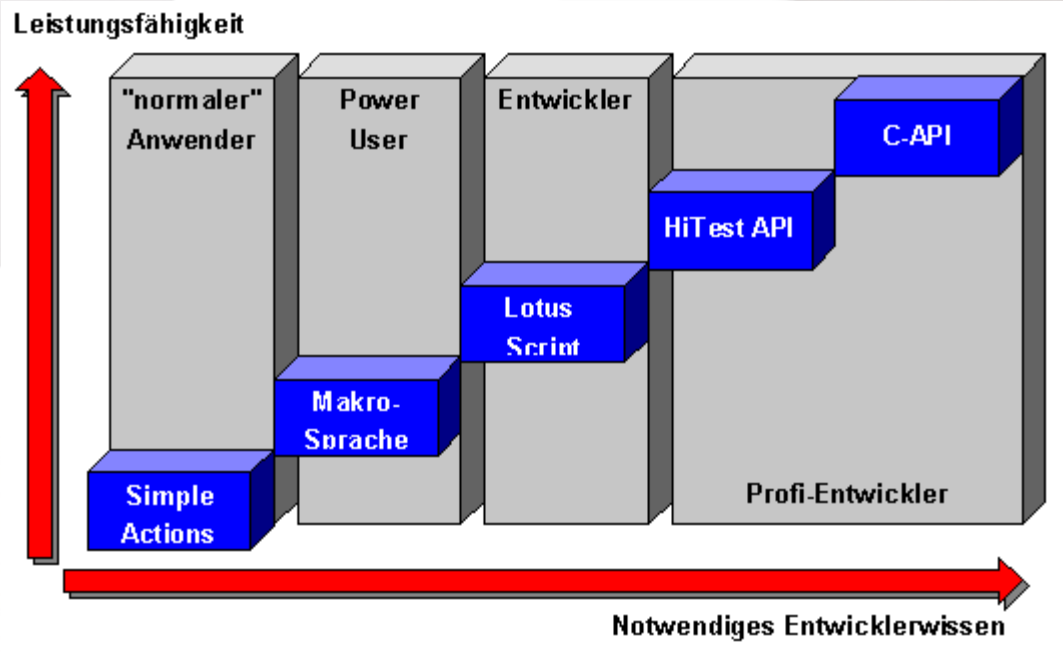 Leistungsfähigkeit
"normaler"
Anwender
Power
User
Entwickler
C-API
HiTest API
Lotus
Script
Makro-
Sprache
Simple
Actions
Profi-Entwickler
Notwendiges Entwicklerwissen